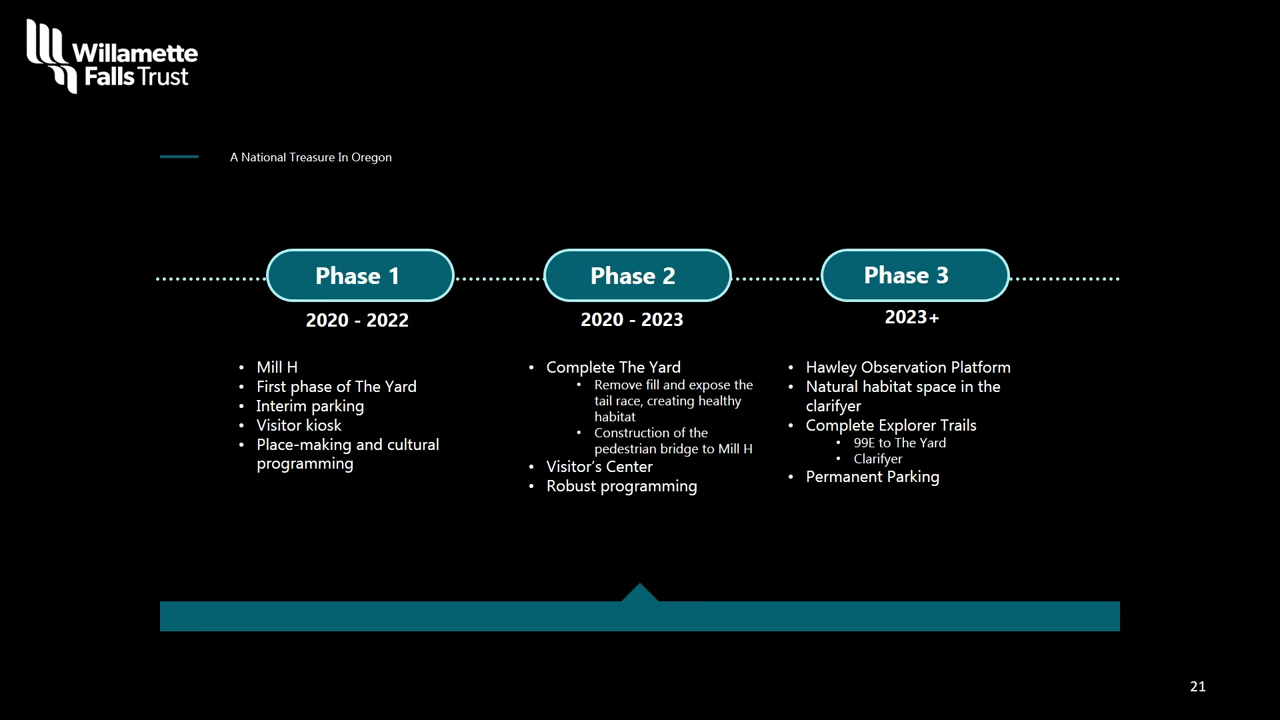 Willamette
Falls Trust
A National Treasure In Oregon
Phase 1
2020 - 2022
• Mill H
• First phase of The Yard
• Interim parking
• Visitor kiosk
• Place-making and cultural
programming
Phase 2
2020 - 2023
• Complete The Yard
• Remove fill and expose the
tail race, creating healthy
habitat
• Construction of the
pedestrian bridge to Mill H
• Visitor's Center
• Robust programming
Phase 3
2023+
• Hawley Observation Platform
• Natural habitat space in the
clarifyer
• Complete Explorer Trails
• 99E to The Yard
• Clarifyer
• Permanent Parking
21